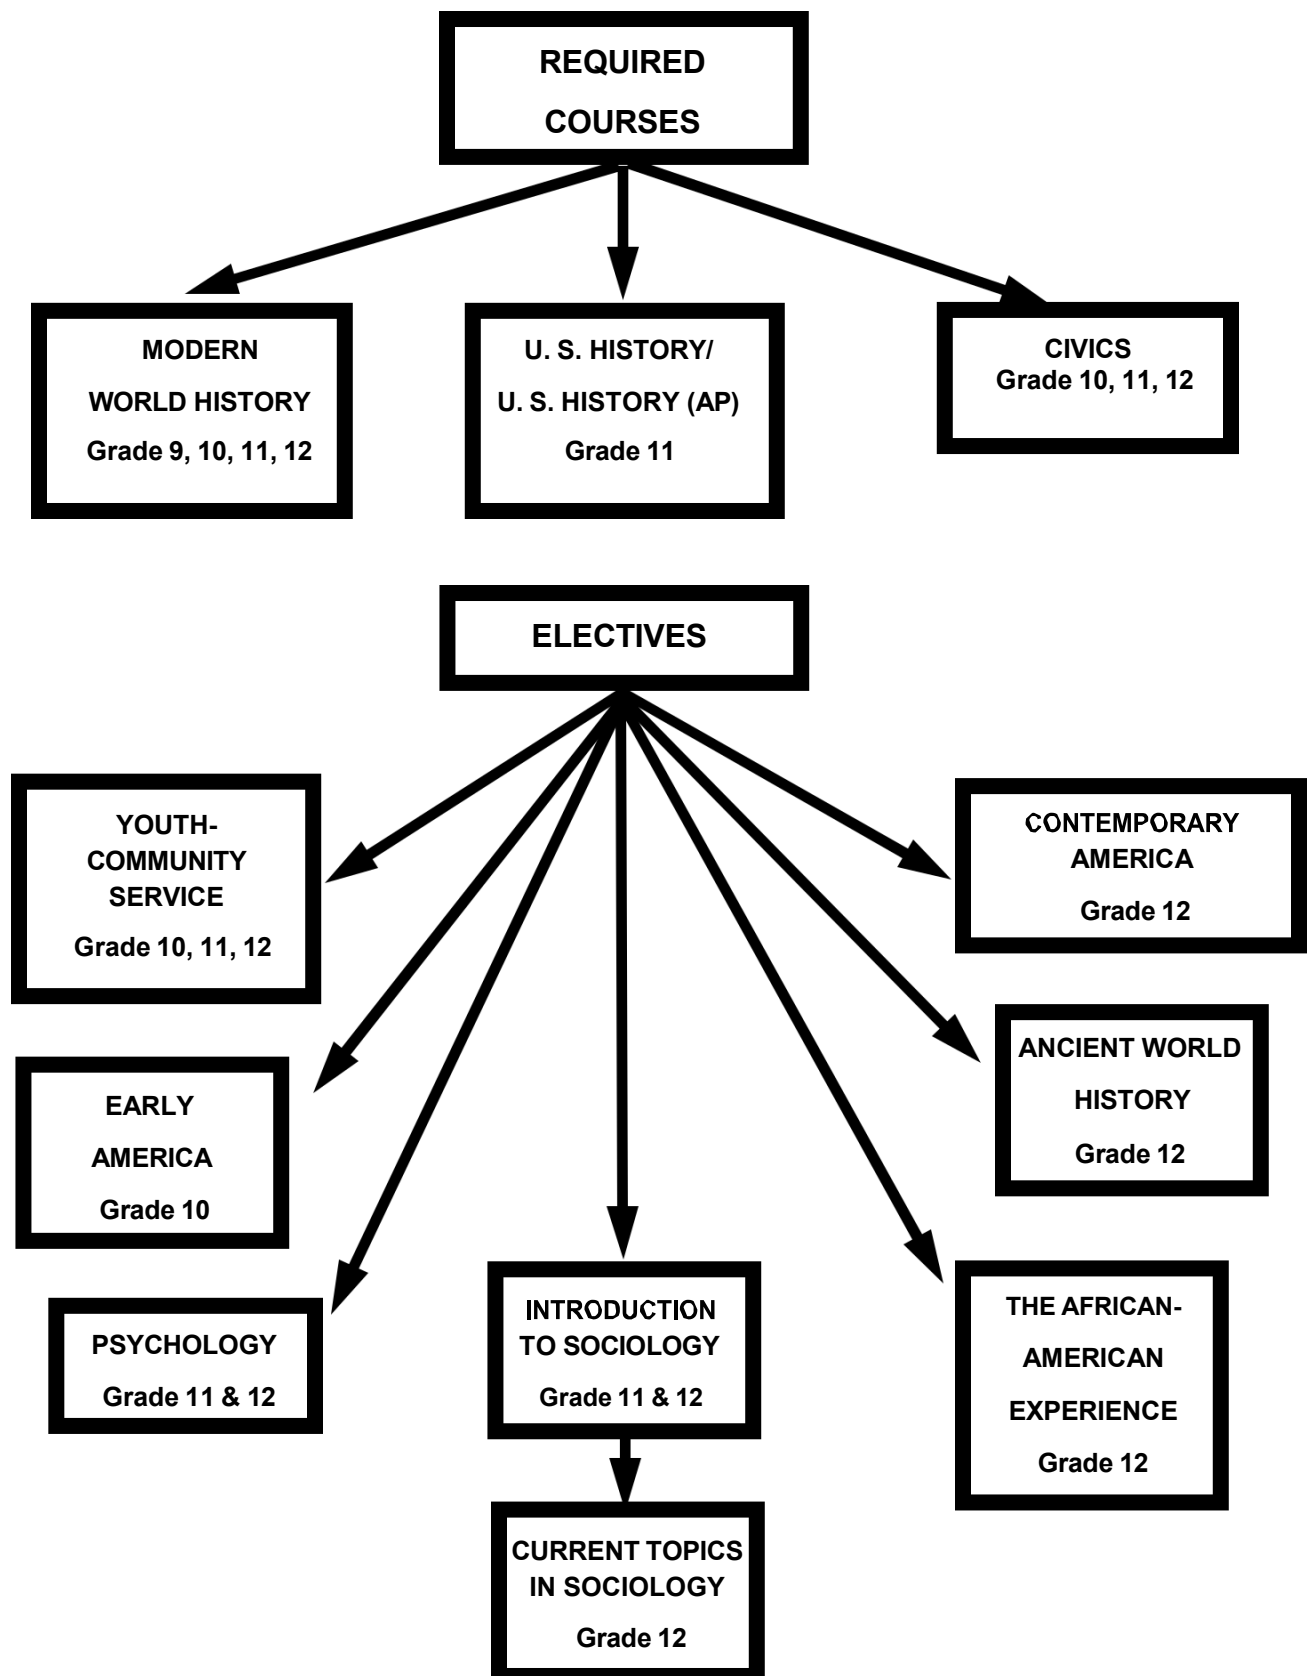 REQUIRED
COURSES
MODERN
WORLD HISTORY
Grade 9, 10, 11, 12
U. S. HISTORY/
U. S. HISTORY (AP)
Grade 11
CIVICS
Grade 10, 11, 12
ELECTIVES
YOUTH-
COMMUNITY
SERVICE
Grade 10, 11, 12
CONTEMPORARY
AMERICA
Grade 12
EARLY
AMERICA
Grade 10
ANCIENT WORLD
HISTORY
Grade 12
PSYCHOLOGY
Grade 11 & 12
INTRODUCTION
TO SOCIOLOGY
Grade 11 & 12
THE AFRICAN-
AMERICAN
EXPERIENCE
Grade 12
CURRENT TOPICS
IN SOCIOLOGY
Grade 12